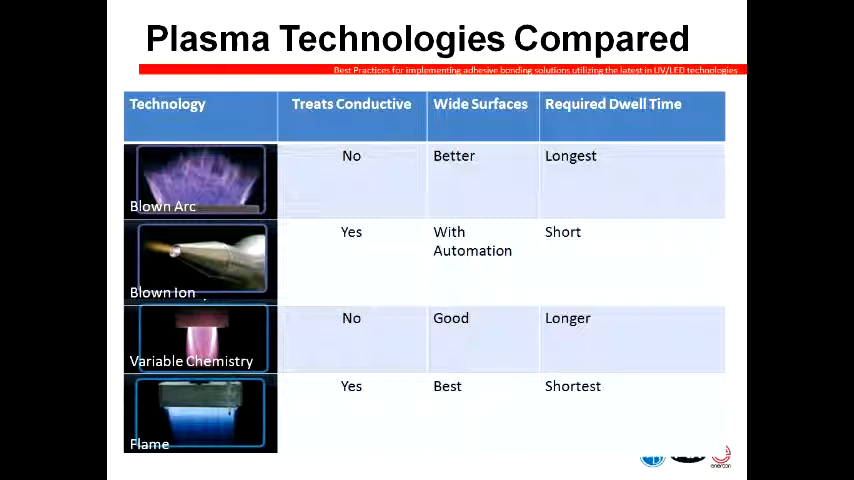 Plasma Technologies Compared
Best Practices for implementing adhesive bonding solutions utilizing the latest in UV/LED technologies
Technology Treats Conductive Wide Surfaces Required Dwell Time
Blown Arc No Better Longest
Blown Ion Yes With Automation Short
Variable Chemistry No Good Longer
Flame Yes Best Shortest
enercon